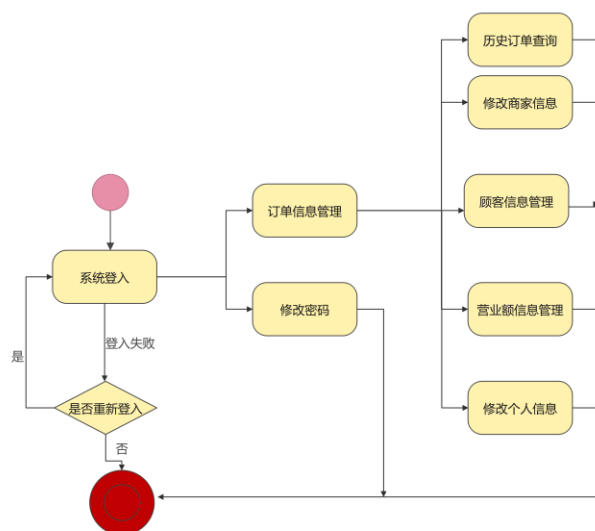 历史订单查询
修改商家信息
订单信息管理
顾客信息管理
系统登入
修改密码
营业额信息管理
登入失败
是
是否重新登入
修改个人信息
否